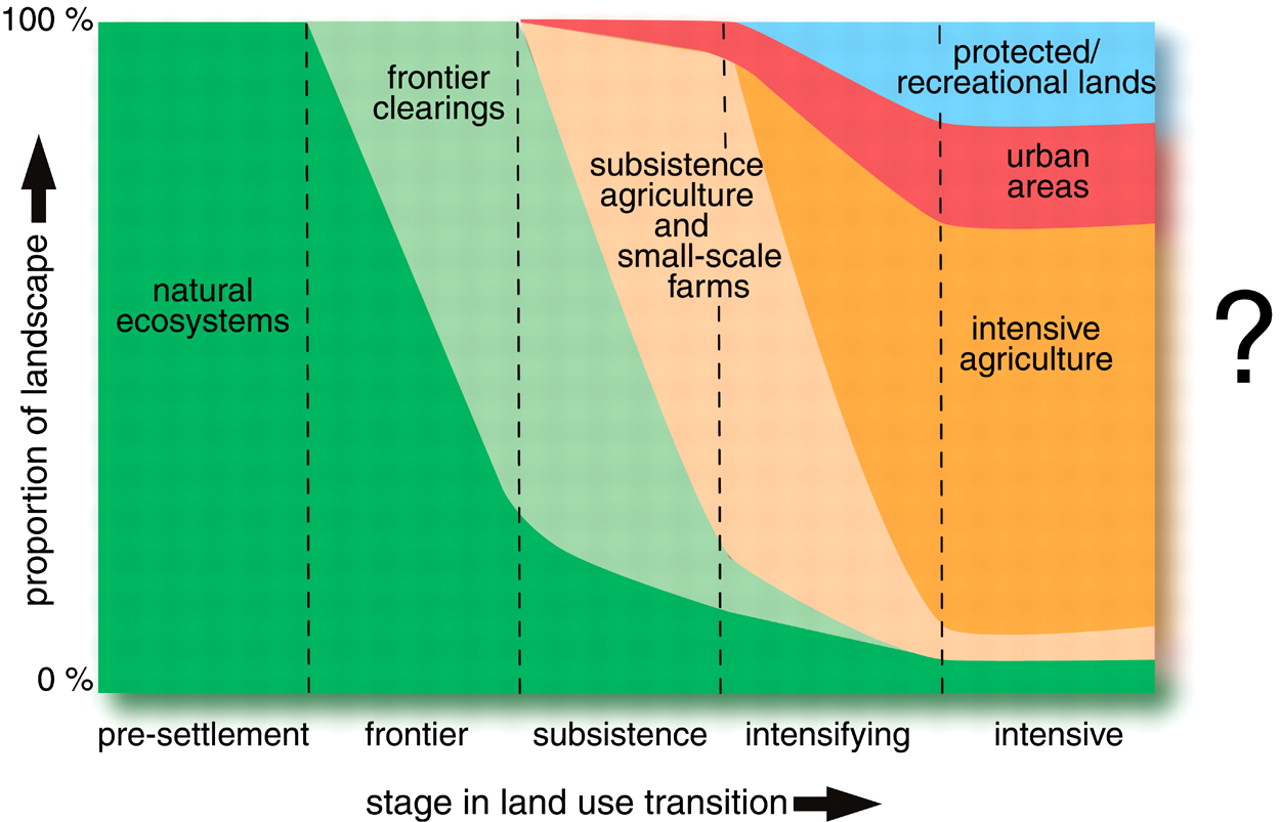 100 %
frontier
clearings
protected/
recreational lands
subsistence
agriculture
and
small-scale
farms
urban
areas
natural
ecosystems
intensive
agriculture
?
proportion of landscape
0 %
pre-settlement
frontier
subsistence
intensifying
intensive
stage in land use transition